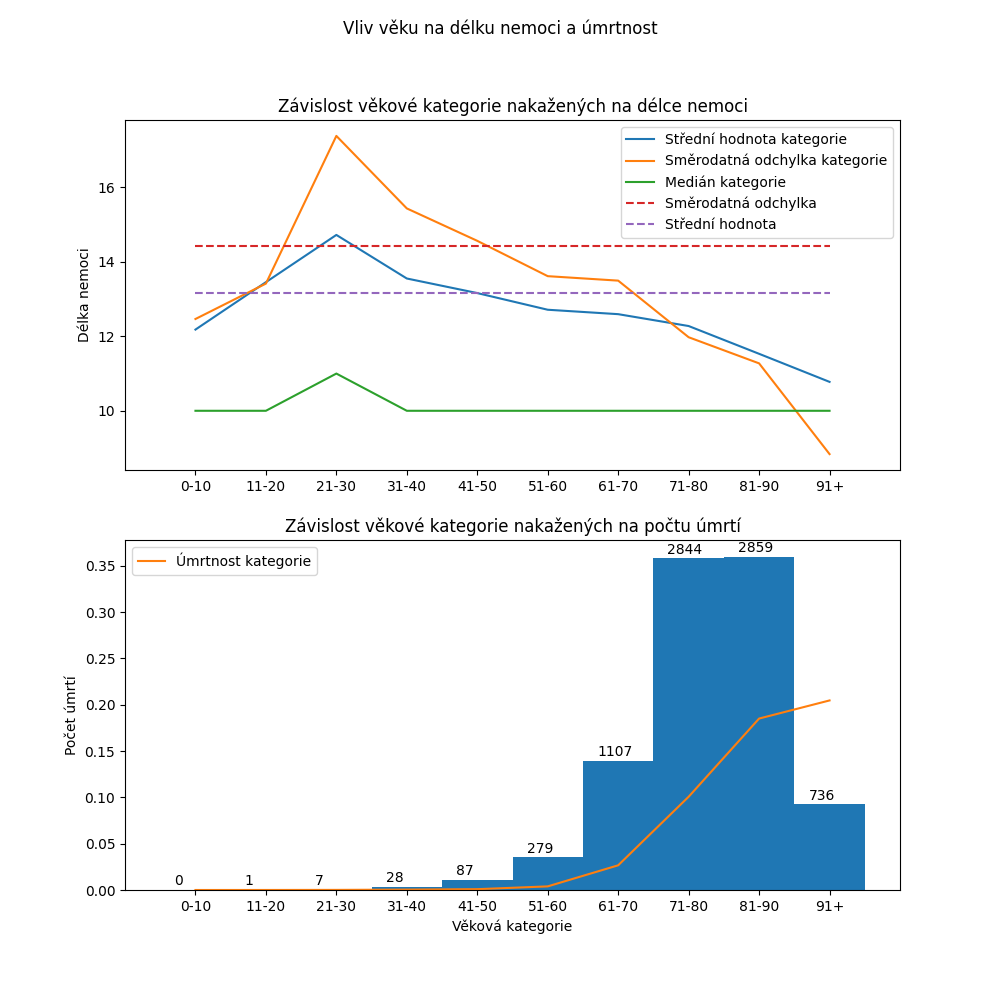 Vliv věku na délku nemoci a úmrtnost
Závislost věkové kategorie nakažených na délce nemoci
Střední hodnota kategorie
Směrodatná odchylka kategorie
Medián kategorie
Směrodatná odchylka
Střední hodnota
Délka nemoci
16
14
12
10
0-10 11-20 21-30 31-40 41-50 51-60 61-70 71-80 81-90 91+
Závislost věkové kategorie nakažených na počtu úmrtí
Úmrtnost kategorie
Počet úmrtí
0.35
0.30
0.25
0.20
0.15
0.10
0.05
0.00
0 1 7 28 87 279 1107 2844 2859 736
0-10 11-20 21-30 31-40 41-50 51-60 61-70 71-80 81-90 91+
Věková kategorie